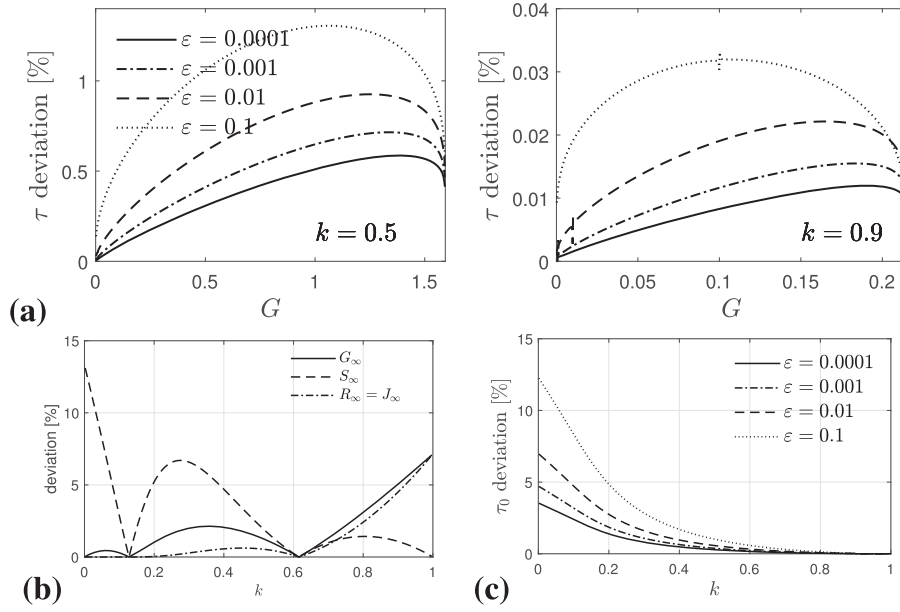 0.5
1
0.5
0
τ deviation [%]
ε = 0.0001
ε = 0.001
ε = 0.01
ε = 0.1
k = 0.5
0 0.5 1 1.5
G
(a)
0.04
0.03
0.02
0.01
0
τ deviation [%]
k = 0.9
0 0.05 0.1 0.15 0.2
G
15
10
5
0
deviation [%]
G∞
S∞
R∞ = J∞
0 0.2 0.4 0.6 0.8 1
k
(b)
15
10
5
0
τ0 deviation [%]
ε = 0.0001
ε = 0.001
ε = 0.01
ε = 0.1
0 0.2 0.4 0.6 0.8 1
k
(c)